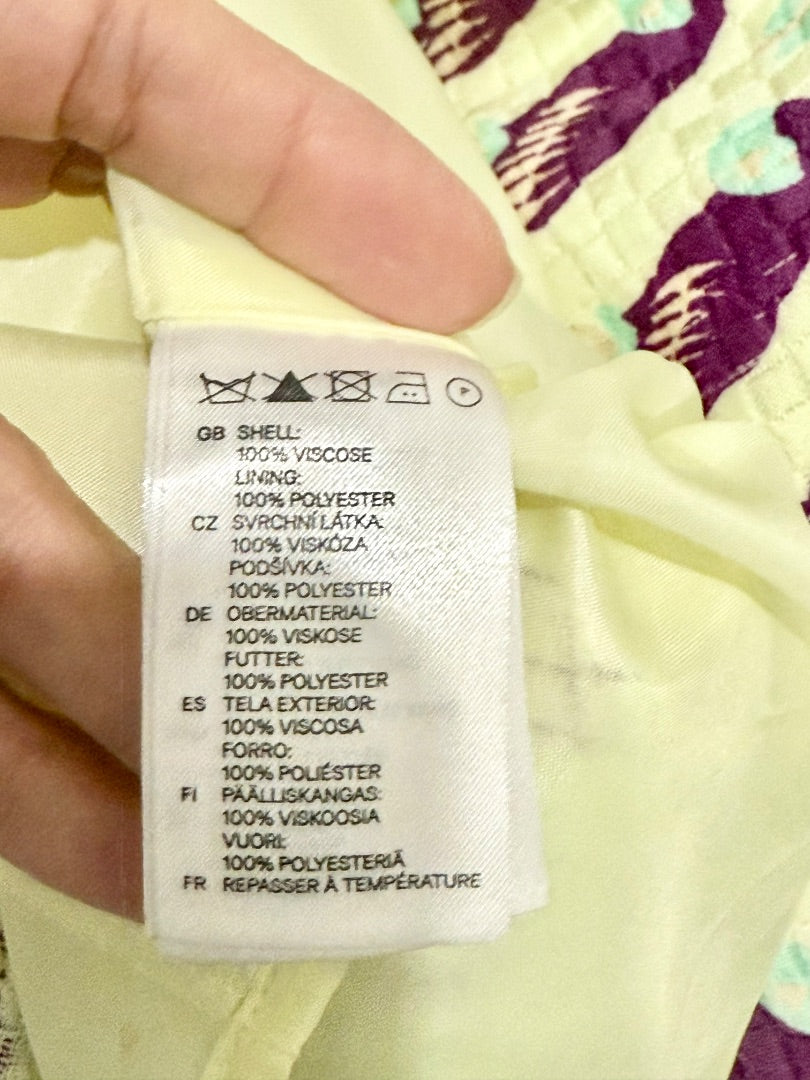 GB SHELL:
100% VISCOSE
LINING:
100% POLYESTER
CZ SVRCHNÍ LÁTKA:
100% VISKÓZA
PODŠÍVKA:
100% POLYESTER
DE OBERMATERIAL:
100% VISKOSE
FUTTER:
100% POLYESTER
ES TELA EXTERIOR:
100% VISCOSA
FORRO:
100% POLIÉSTER
FI PÄÄLLISKANGAS:
100% VISKOOSIA
VUORI:
100% POLYESTERIÄ
FR REPASSER À TEMPÉRATURE